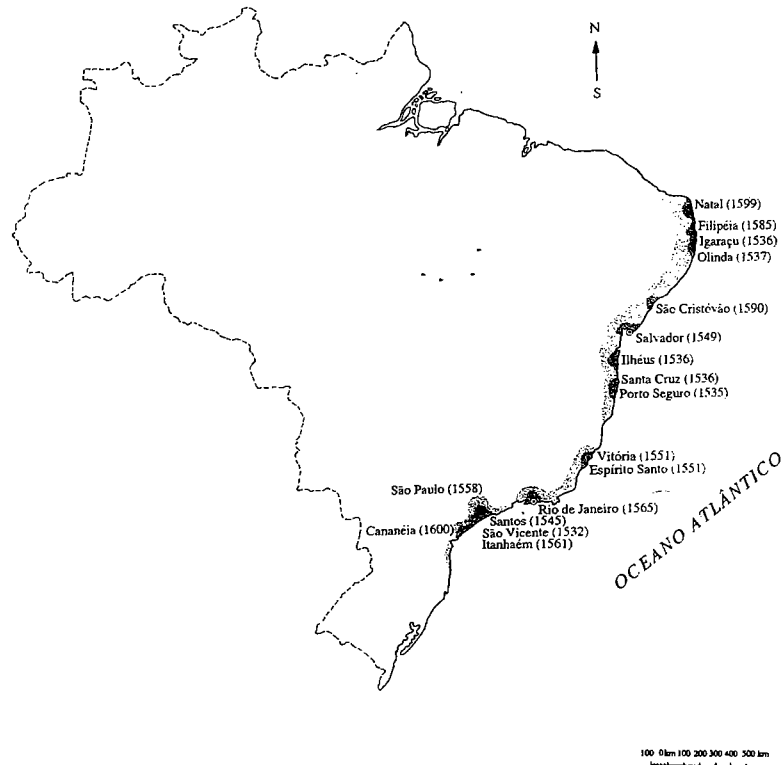 N
S
Natal (1599)
Filipéia (1585)
Igaraçu (1536)
Olinda (1537)
São Cristóvão (1590)
Salvador (1549)
Ilhéus (1536)
Santa Cruz (1536)
Porto Seguro (1535)
Vitória (1551)
Espírito Santo (1551)
OCEANO ATLÂNTICO
São Paulo (1558)
Rio de Janeiro (1565)
Santos (1545)
Cananéia (1600)
São Vicente (1532)
Itanhaém (1561)
100 0 km 100 200 300 400 500 km